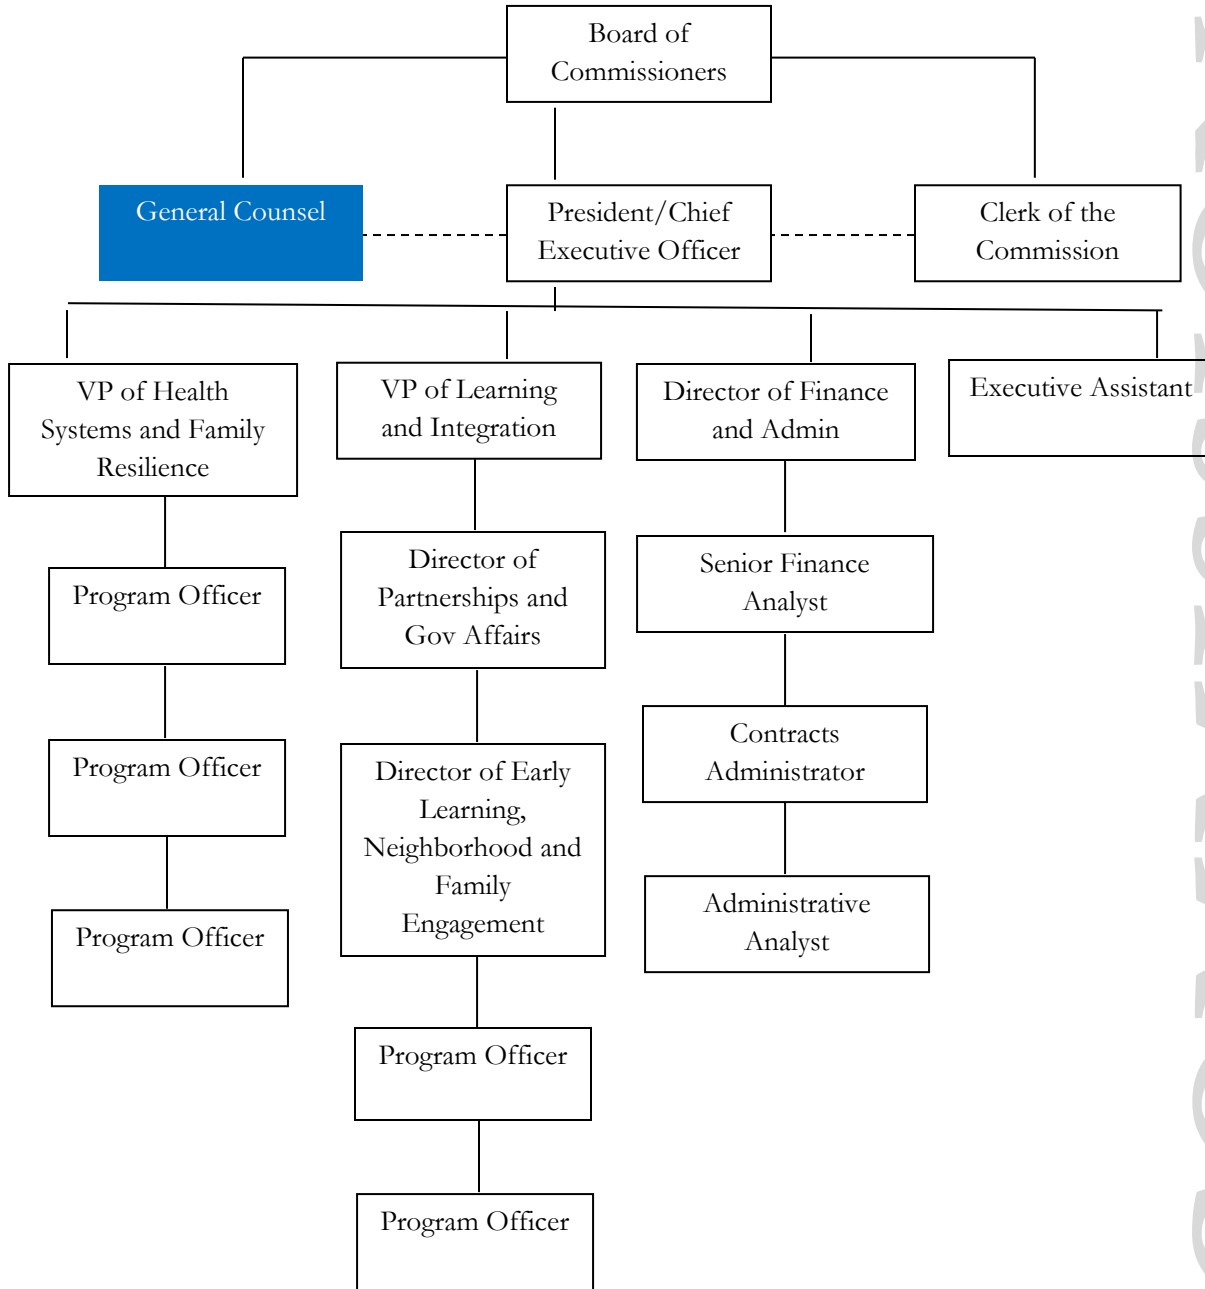 Board of
Commissioners
General Counsel
President/Chief
Executive Officer
Clerk of the
Commission
VP of Health
Systems and Family
Resilience
VP of Learning
and Integration
Director of Finance
and Admin
Executive Assistant
Program Officer
Director of
Partnerships and
Gov Affairs
Senior Finance
Analyst
Program Officer
Director of Early
Learning,
Neighborhood and
Family
Engagement
Contracts
Administrator
Program Officer
Administrative
Analyst
Program Officer
Program Officer